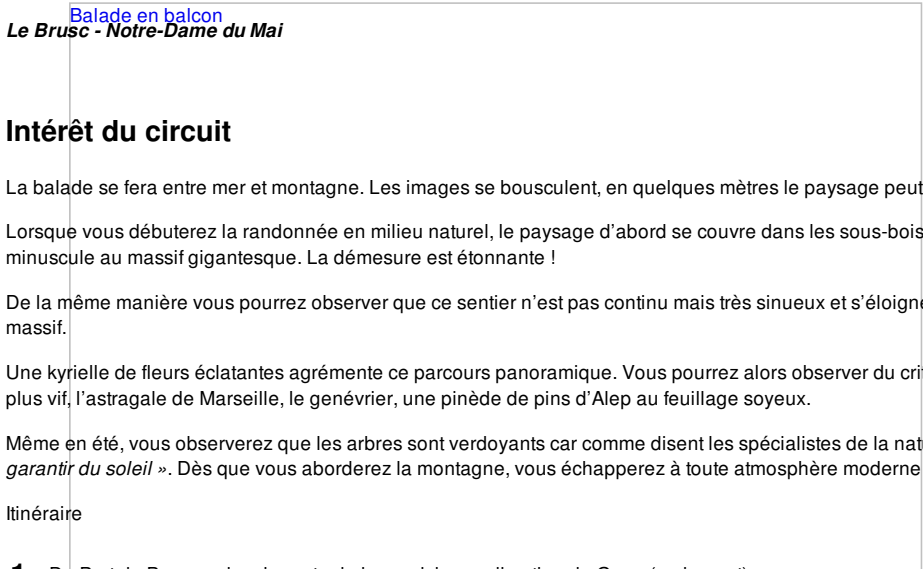 Balade en balcon
Le Brusc - Notre-Dame du Mai
Intérêt du circuit
La balade se fera entre mer et montagne. Les images se bousculent, en quelques mètres le paysage peut
Lorsque vous débuterez la randonnée en milieu naturel, le paysage d’abord se couvre dans les sous-bois
minuscule au massif gigantesque. La démesure est étonnante !
De la même manière vous pourrez observer que ce sentier n’est pas continu mais très sinueux et s’éloigne
massif.
Une kyrielle de fleurs éclatantes agrémente ce parcours panoramique. Vous pourrez alors observer du cri
plus vif, l’astragale de Marseille, le genévrier, une pinède de pins d’Alep au feuillage soyeux.
Même en été, vous observerez que les arbres sont verdoyants car comme disent les spécialistes de la nat
garantir du soleil ». Dès que vous aborderez la montagne, vous échapperez à toute atmosphère moderne
Itinéraire